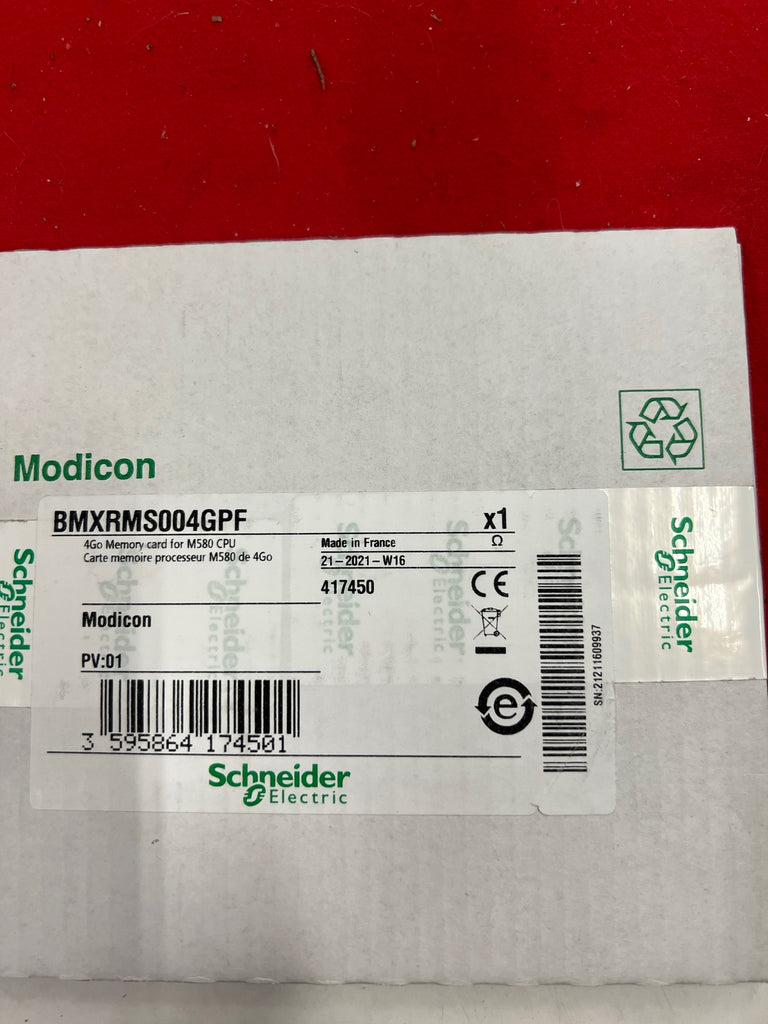 Modicon
BMXRMS004GPF
x1
4Go Memory card for M580 CPU
Carte memoire processeur M580 de 4Go
Made in France
Ω
21-2021-W16
417450
CE
Modicon
PV:01
3 595864 174501
Schneider
Electric
SN:21211609937
e
Schneider
Electric
Schneider
Electric